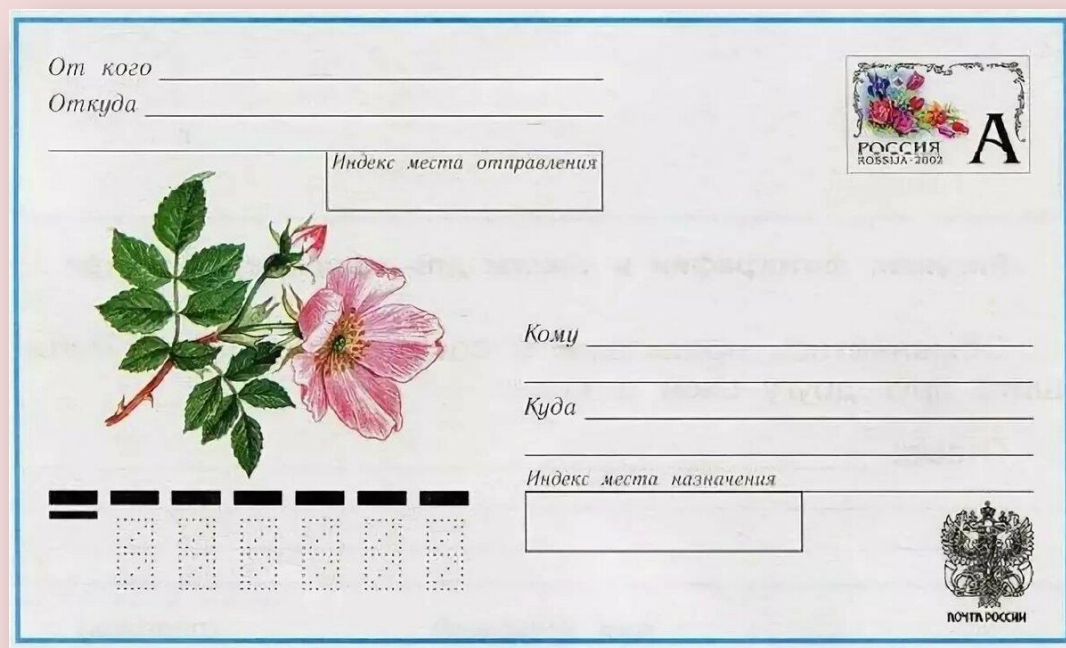 От кого
Откуда
Индекс места отправления
РОССИЯ
ROSSIJA·2002
А
Кому
Куда
Индекс места назначения
ПОЧТА РОССИИ